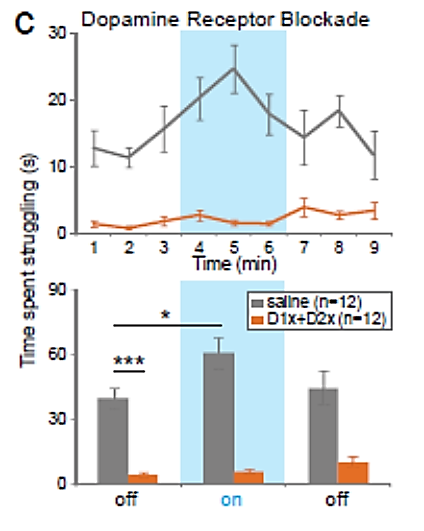 C Dopamine Receptor Blockade
30
20
10
0
1 2 3 4 5 6 7 8 9
Time (min)
Time spent struggling (s)
90
60
30
0
saline (n=12)
D1x+D2x (n=12)
*
***
off on off